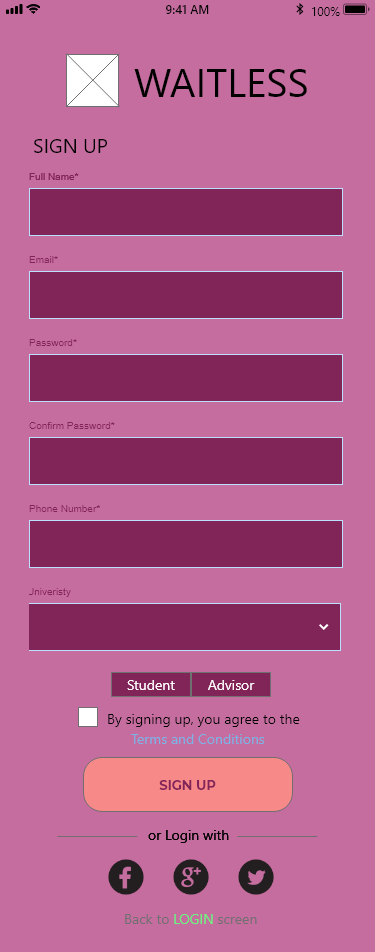 9:41 AM 100%
WAITLESS
SIGN UP
Full Name*
Email*
Password*
Confirm Password*
Phone Number*
Jniveristy
Student Advisor
By signing up, you agree to the
Terms and Conditions
SIGN UP
or Login with
Back to LOGIN screen